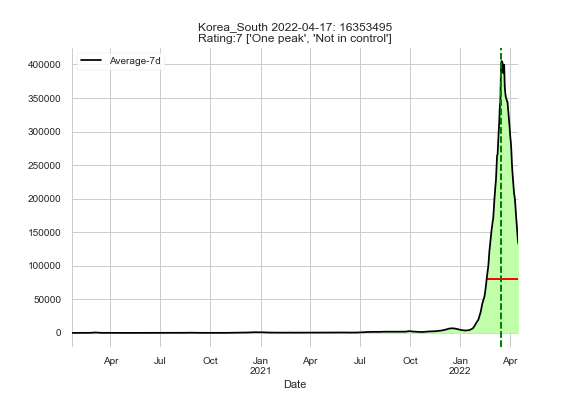 Korea_South 2022-04-17: 16353495
Rating:7 ['One peak', 'Not in control']
Average-7d
400000
350000
300000
250000
200000
150000
100000
50000
0
Apr Jul Oct Jan Apr Jul Oct Jan Apr
2021 2022
Date